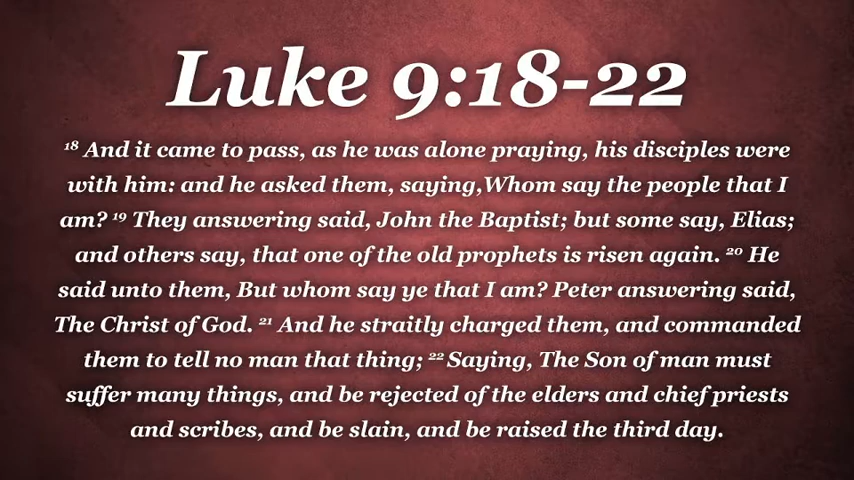 Luke 9:18-22
18 And it came to pass, as he was alone praying, his disciples were
with him: and he asked them, saying,Whom say the people that I
am? 19 They answering said, John the Baptist; but some say, Elias;
and others say, that one of the old prophets is risen again. 20 He
said unto them, But whom say ye that I am? Peter answering said,
The Christ of God. 21 And he straitly charged them, and commanded
them to tell no man that thing; 22 Saying, The Son of man must
suffer many things, and be rejected of the elders and chief priests
and scribes, and be slain, and be raised the third day.